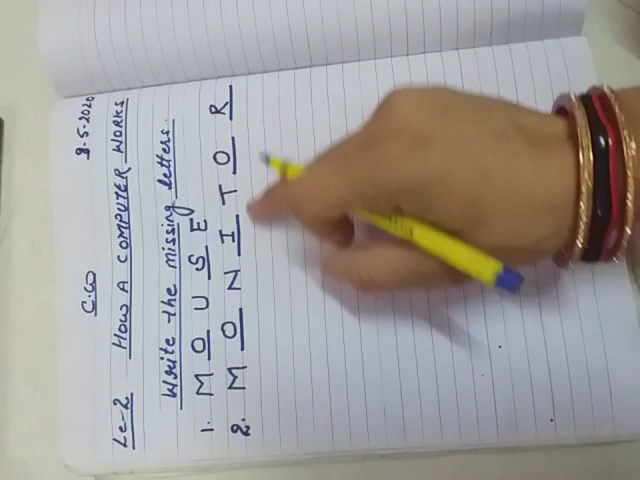 C.W 8-5-2020
Le-2 HOW A COMPUTER WORKS
Write the missing letters.
1. M O U S E
2. M O N I T O R